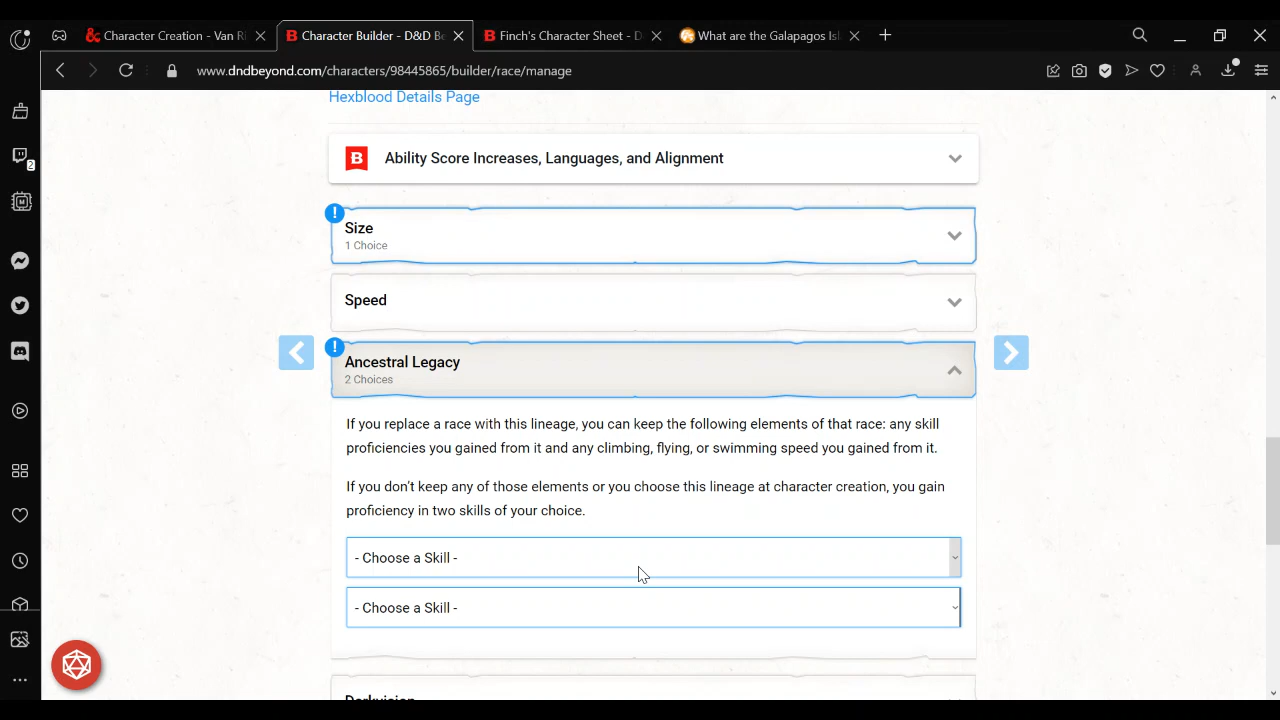 Character Creation - Van Ri
Character Builder - D&D Be
Finch's Character Sheet - D
What are the Galapagos Isl
www.dndbeyond.com/characters/98445865/builder/race/manage
2
Hexblood Details Page
B
Ability Score Increases, Languages, and Alignment
!
Size
1 Choice
Speed
!
Ancestral Legacy
2 Choices
If you replace a race with this lineage, you can keep the following elements of that race: any skill
proficiencies you gained from it and any climbing, flying, or swimming speed you gained from it.
If you don't keep any of those elements or you choose this lineage at character creation, you gain
proficiency in two skills of your choice.
- Choose a Skill -
- Choose a Skill -
Darkvision